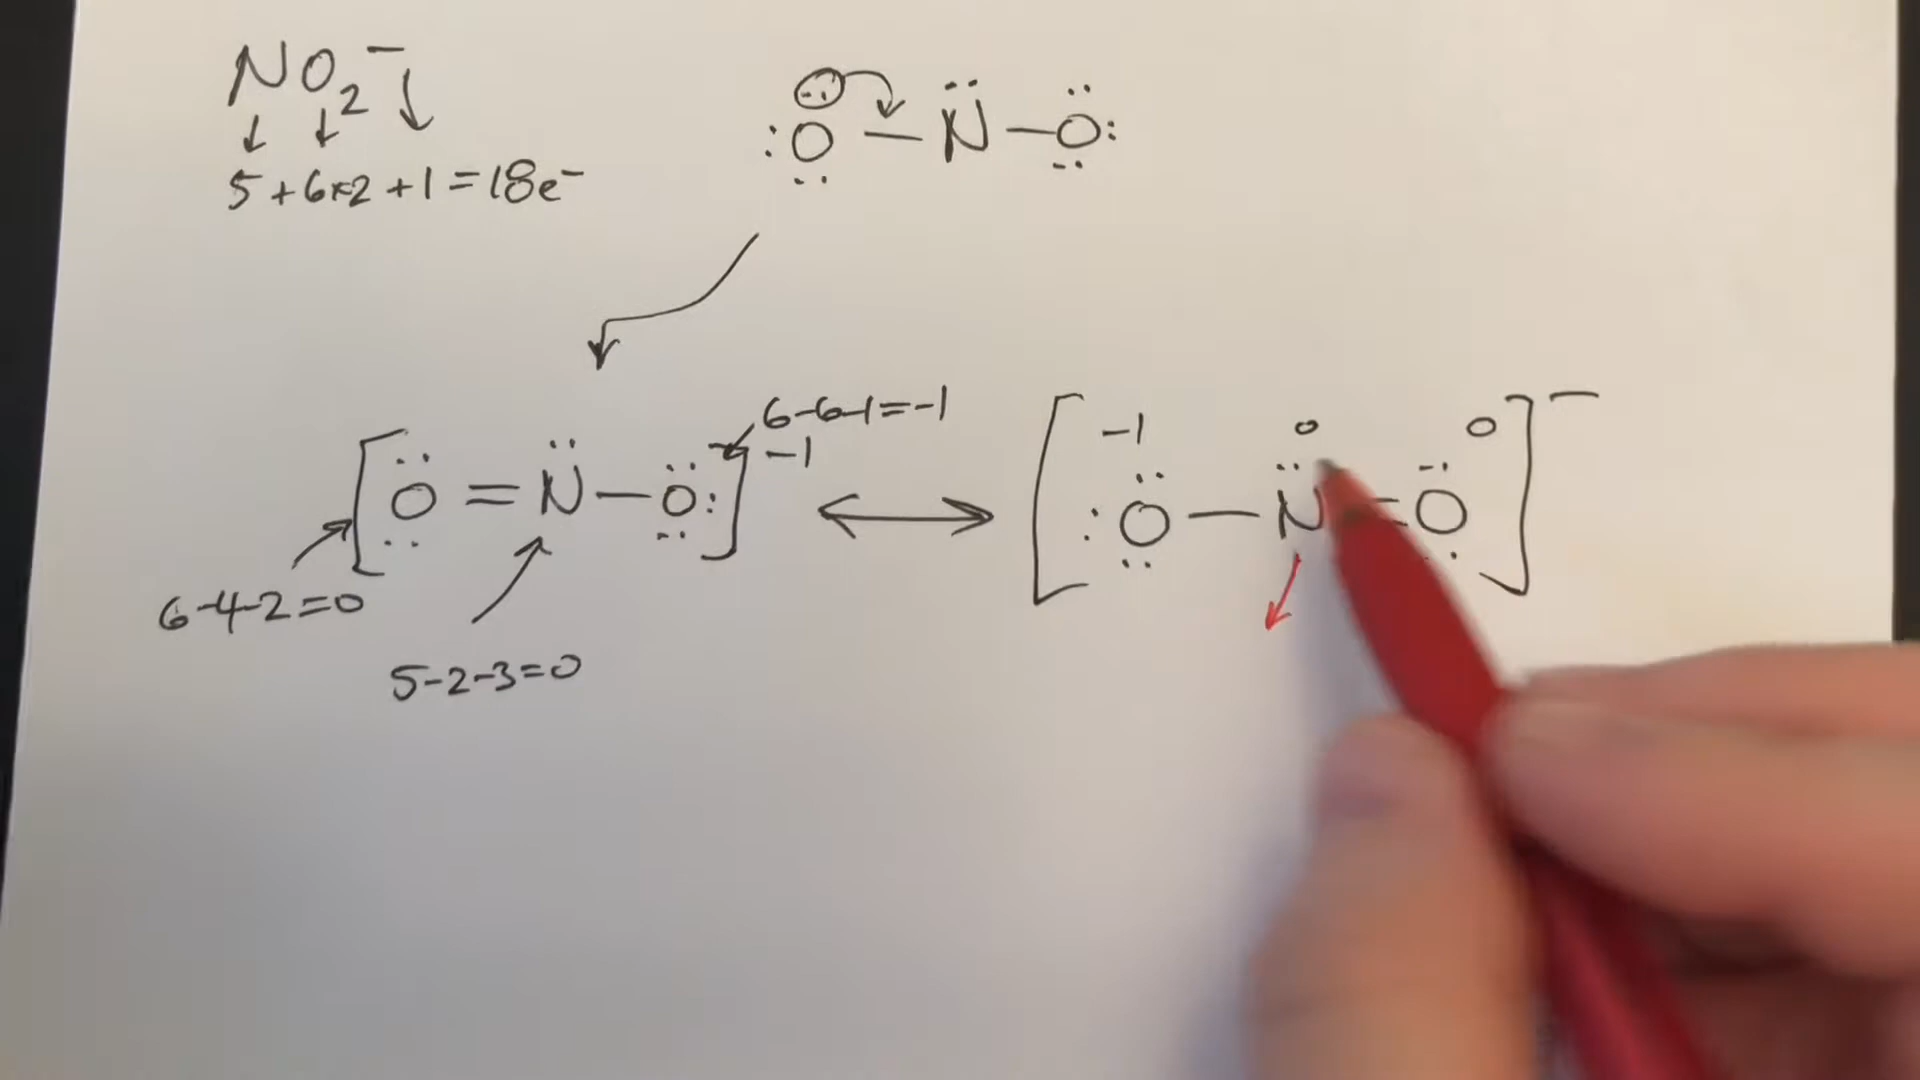 NO₂⁻
5+6×2+1=18e⁻
:Ö—N̈—Ö:
6-6-1=-1
-1
[Ö=N̈—Ö:]⁻
-1 0 0
[:Ö—N̈=Ö]⁻
6-4-2=0
5-2-3=0